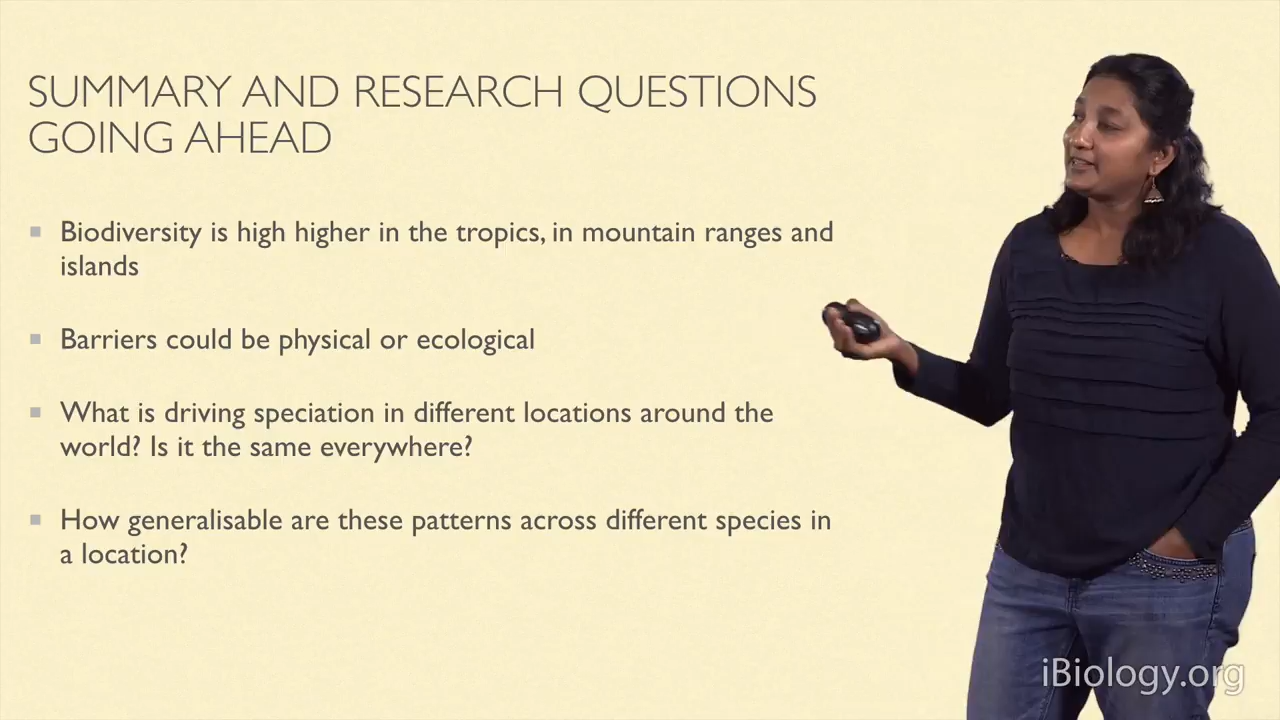 SUMMARY AND RESEARCH QUESTIONS
GOING AHEAD
Biodiversity is high higher in the tropics, in mountain ranges and
islands
Barriers could be physical or ecological
What is driving speciation in different locations around the
world? Is it the same everywhere?
How generalisable are these patterns across different species in
a location?
iBiology.org